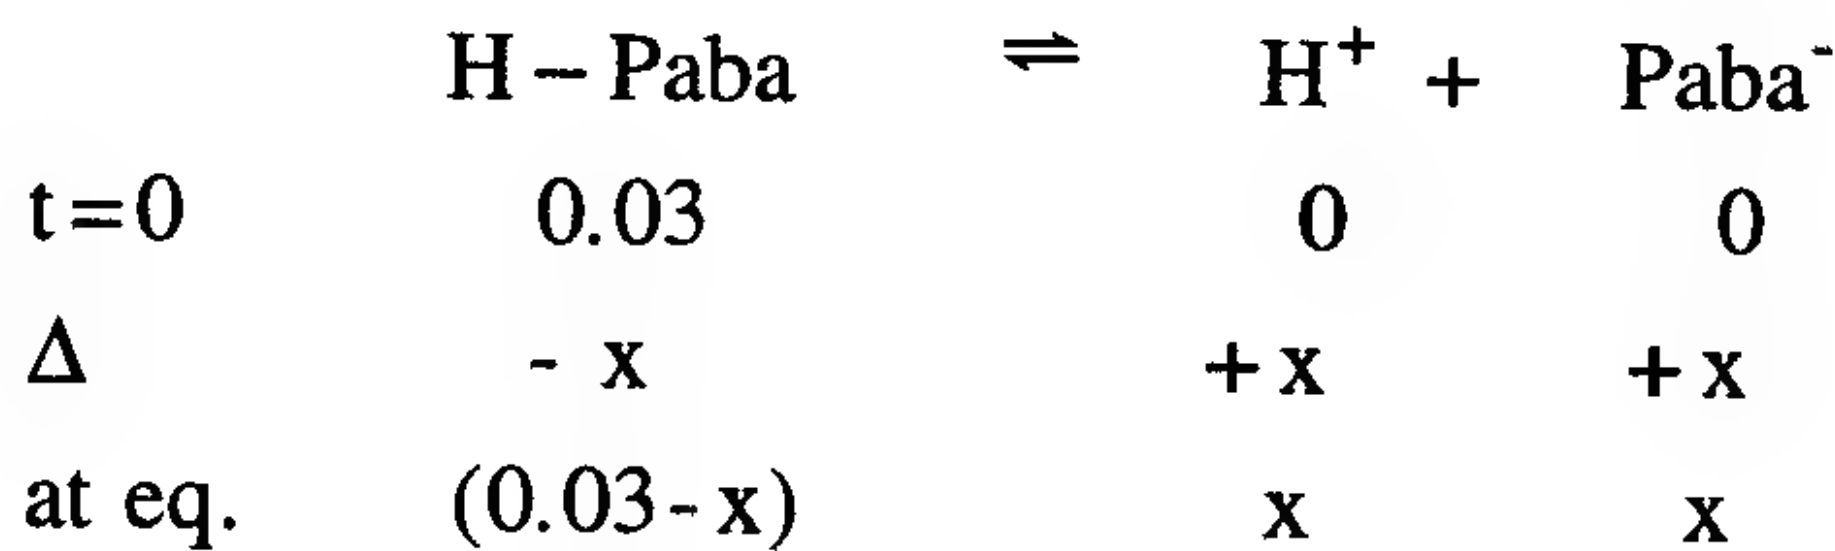 H – Paba ⇌ H⁺ + Paba⁻
t=0 0.03 0 0
Δ - x +x +x
at eq. (0.03-x) x x